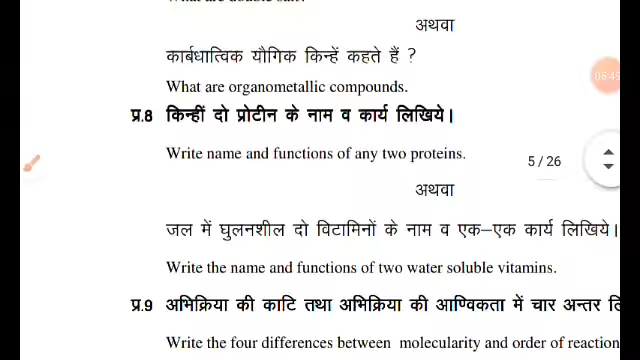 अथवा
कार्बधात्विक यौगिक किन्हें कहते हैं ?
What are organometallic compounds.
प्र.8 किन्हीं दो प्रोटीन के नाम व कार्य लिखिये।
Write name and functions of any two proteins.
5 / 26
अथवा
जल में घुलनशील दो विटामिनों के नाम व एक–एक कार्य लिखिये।
Write the name and functions of two water soluble vitamins.
प्र.9 अभिक्रिया की काटि तथा अभिक्रिया की आण्विकता में चार अन्तर
Write the four differences between molecularity and order of reaction